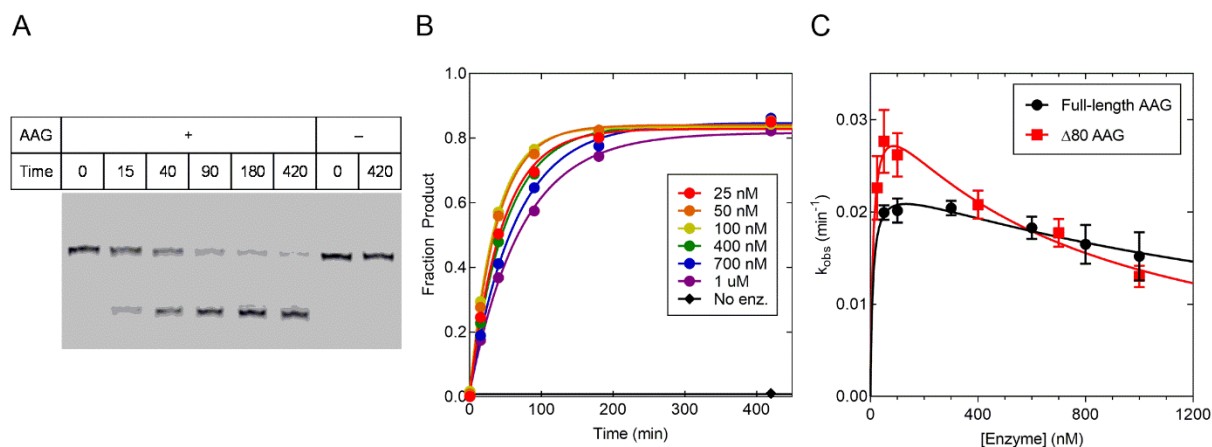 A
AAG + –
Time 0 15 40 90 180 420 0 420
B
Fraction Product
1.0
0.8
0.6
0.4
0.2
0.0
25 nM
50 nM
100 nM
400 nM
700 nM
1 uM
No enz.
0 100 200 300 400
Time (min)
C
k_obs (min⁻¹)
0.03
0.02
0.01
0.00
Full-length AAG
Δ80 AAG
0 400 800 1200
[Enzyme] (nM)